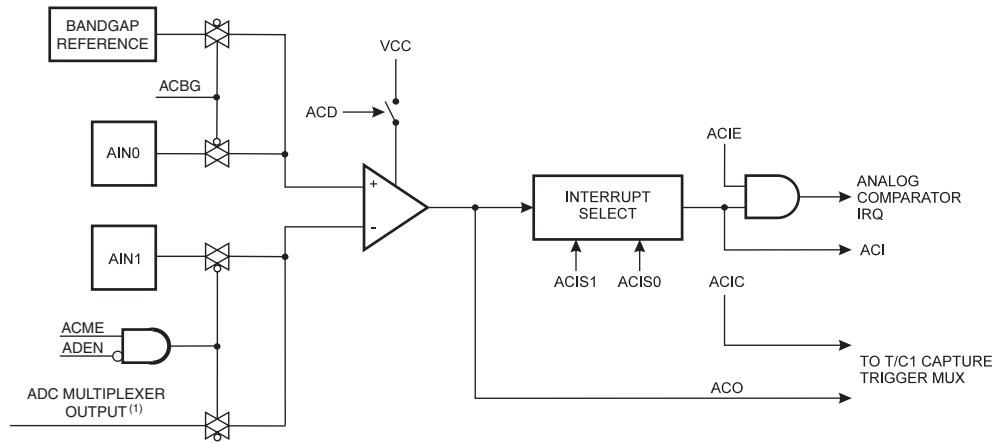 BANDGAP
REFERENCE
ACBG
AIN0
AIN1
ACME
ADEN
ADC MULTIPLEXER
OUTPUT (1)
VCC
ACD
+
-
INTERRUPT
SELECT
ACIS1 ACIS0
ACIE
ANALOG
COMPARATOR
IRQ
ACI
ACIC
TO T/C1 CAPTURE
TRIGGER MUX
ACO